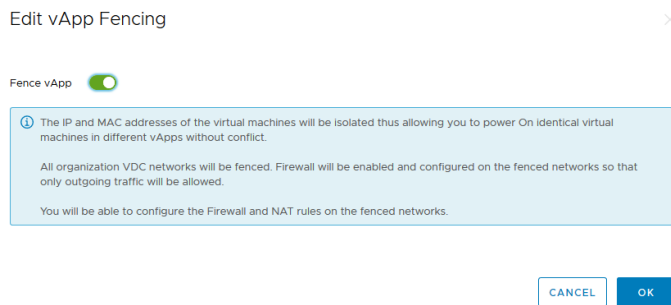 Edit vApp Fencing
Fence vApp
The IP and MAC addresses of the virtual machines will be isolated thus allowing you to power On identical virtual
machines in different vApps without conflict.
All organization VDC networks will be fenced. Firewall will be enabled and configured on the fenced networks so that
only outgoing traffic will be allowed.
You will be able to configure the Firewall and NAT rules on the fenced networks.
CANCEL
OK